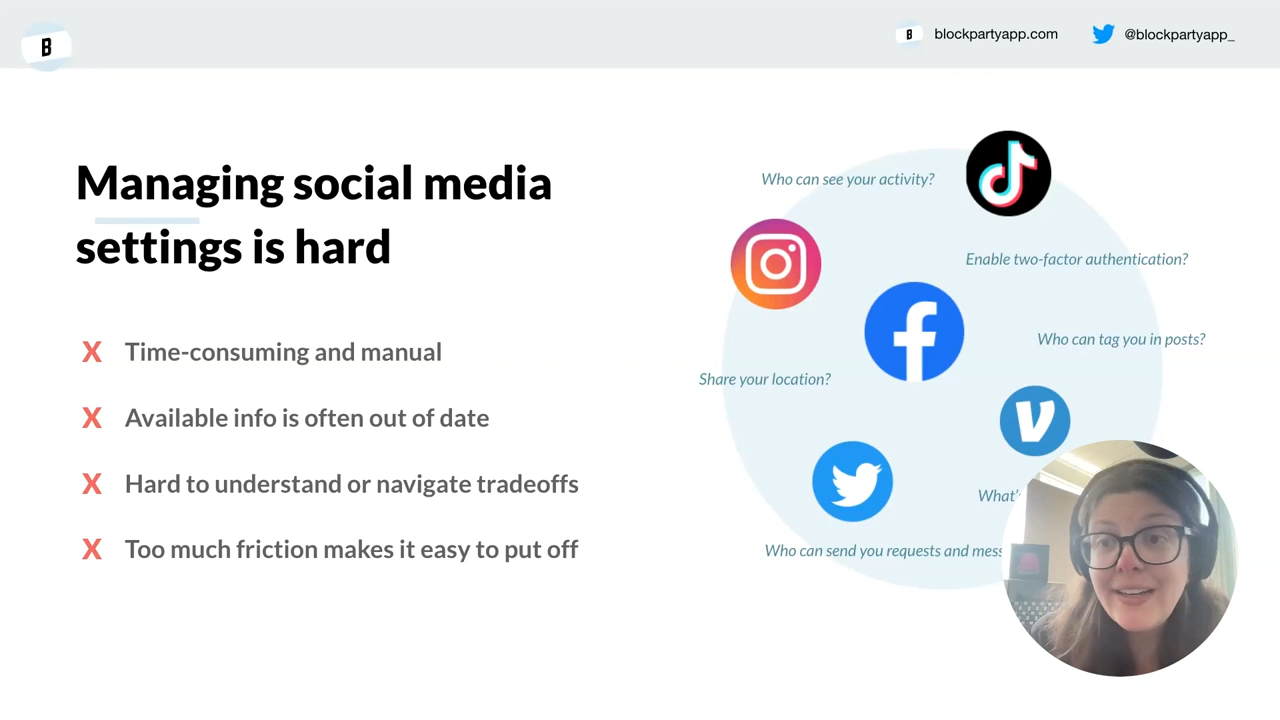 B
B blockpartyapp.com @blockpartyapp_
Managing social media
settings is hard
X Time-consuming and manual
X Available info is often out of date
X Hard to understand or navigate tradeoffs
X Too much friction makes it easy to put off
Who can see your activity?
Enable two-factor authentication?
Who can tag you in posts?
Share your location?
Who can send you requests and